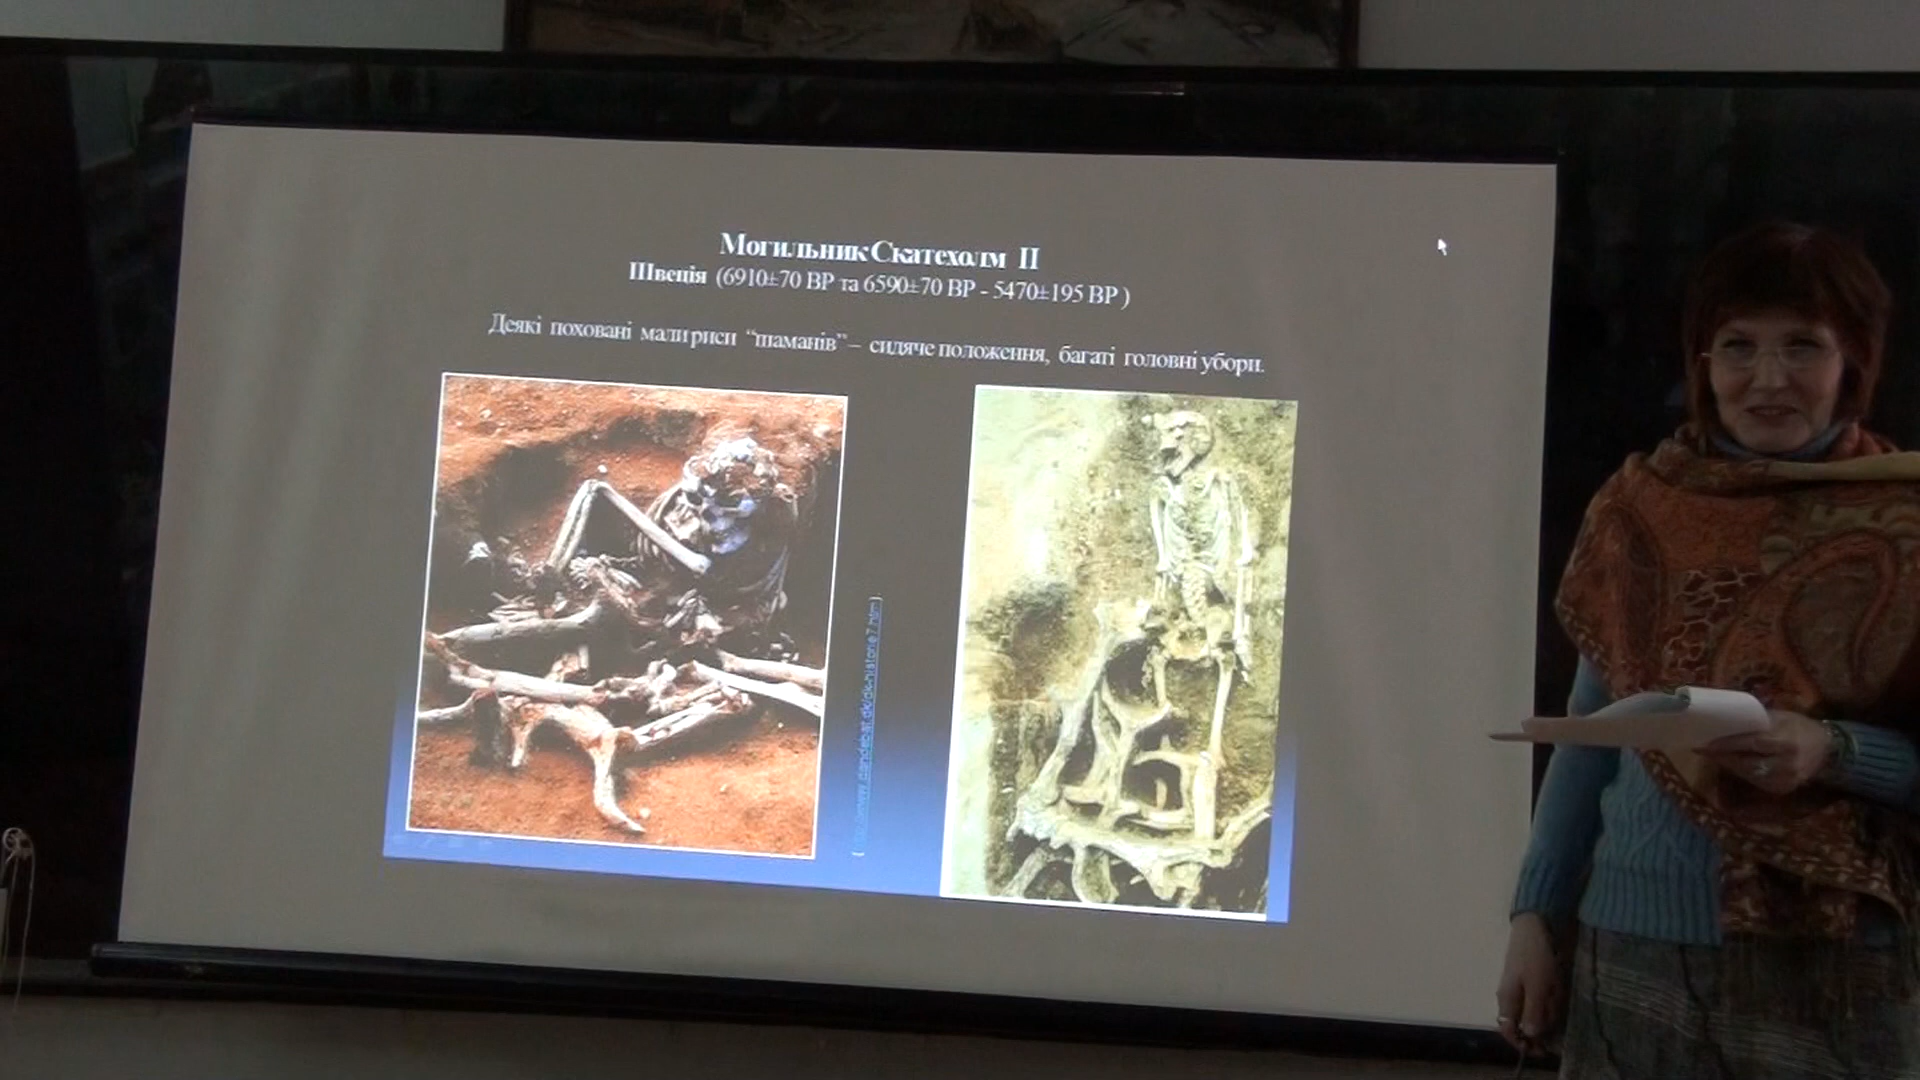 Могильник Скатехолм II
Швеція (6910±70 BP та 6590±70 BP - 5470±195 BP )
Деякі поховані мали риси “шаманів” – сидяче положення, багаті головні убори.